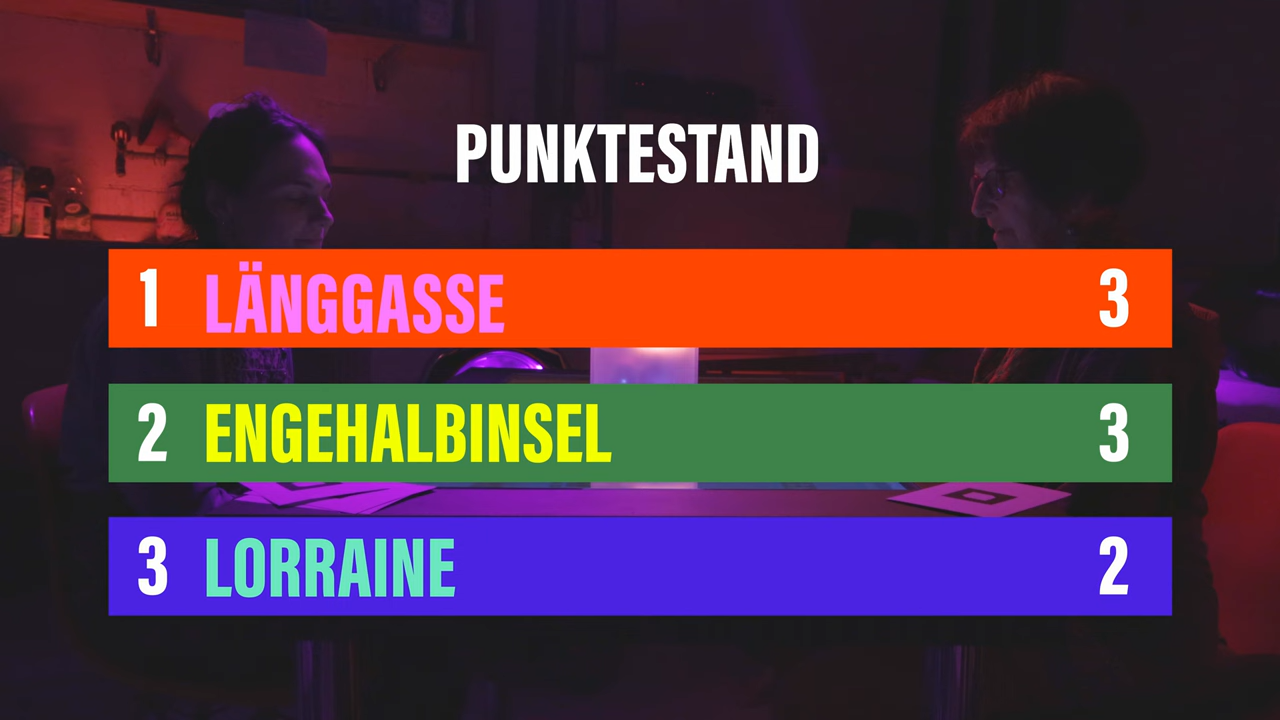 PUNKTESTAND
1 LÄNGGASSE 3
2 ENGEHALBINSEL 3
3 LORRAINE 2